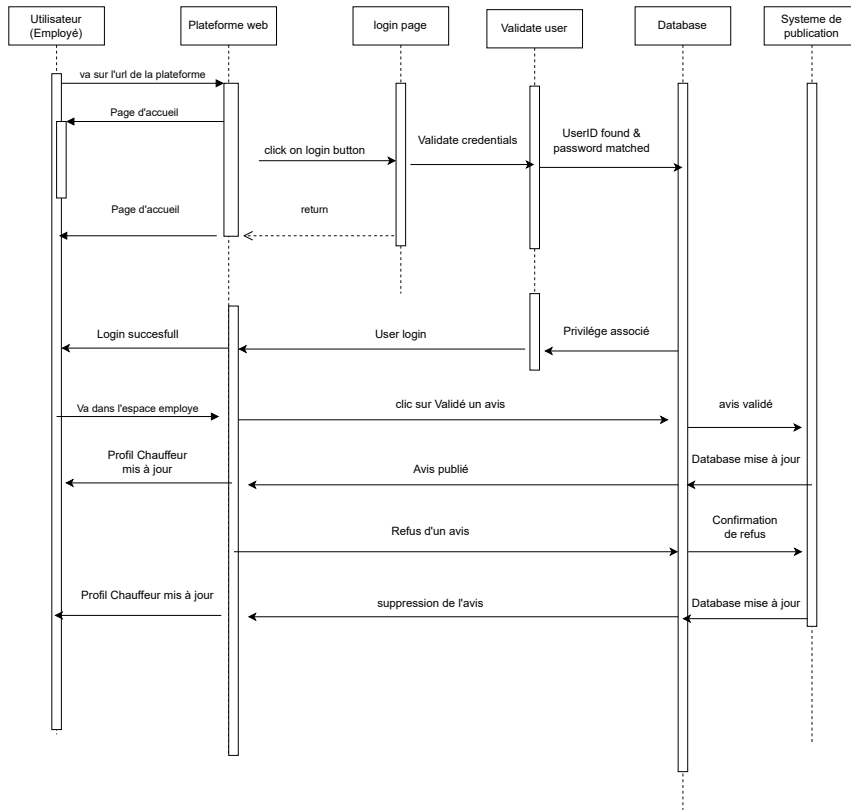 Utilisateur
(Employé)
Plateforme web
login page
Validate user
Database
Systeme de
publication
va sur l'url de la plateforme
Page d'accueil
click on login button
Validate credentials
UserID found &
password matched
Page d'accueil
return
Login succesfull
User login
Privilége associé
Va dans l'espace employe
clic sur Validé un avis
avis validé
Profil Chauffeur
mis à jour
Avis publié
Database mise à jour
Refus d'un avis
Confirmation
de refus
Profil Chauffeur mis à jour
suppression de l'avis
Database mise à jour